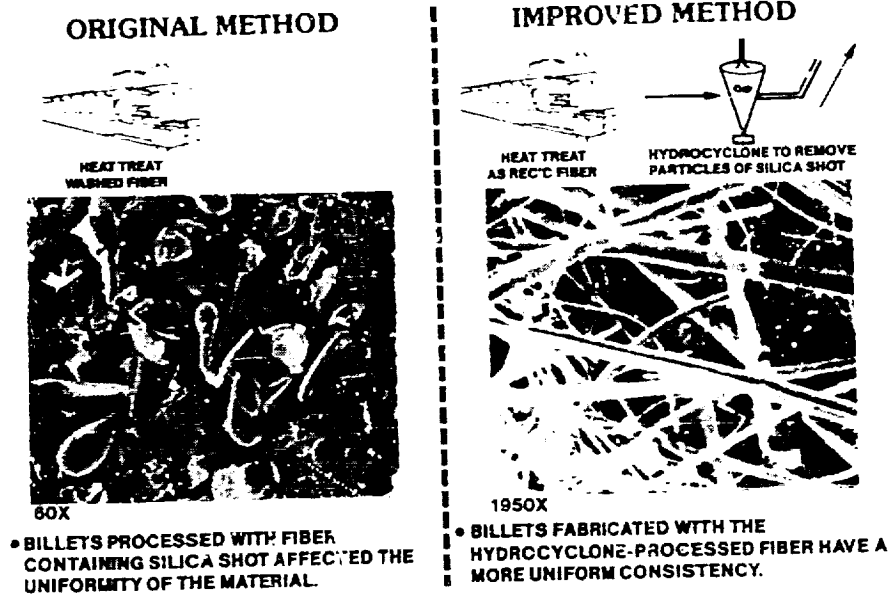 ORIGINAL METHOD
HEAT TREAT
WASHED FIBER
60X
• BILLETS PROCESSED WITH FIBER
CONTAINING SILICA SHOT AFFECTED THE
UNIFORMITY OF THE MATERIAL.
IMPROVED METHOD
HEAT TREAT
AS REC'D FIBER
HYDROCYCLONE TO REMOVE
PARTICLES OF SILICA SHOT
1950X
• BILLETS FABRICATED WITH THE
HYDROCYCLONE-PROCESSED FIBER HAVE A
MORE UNIFORM CONSISTENCY.